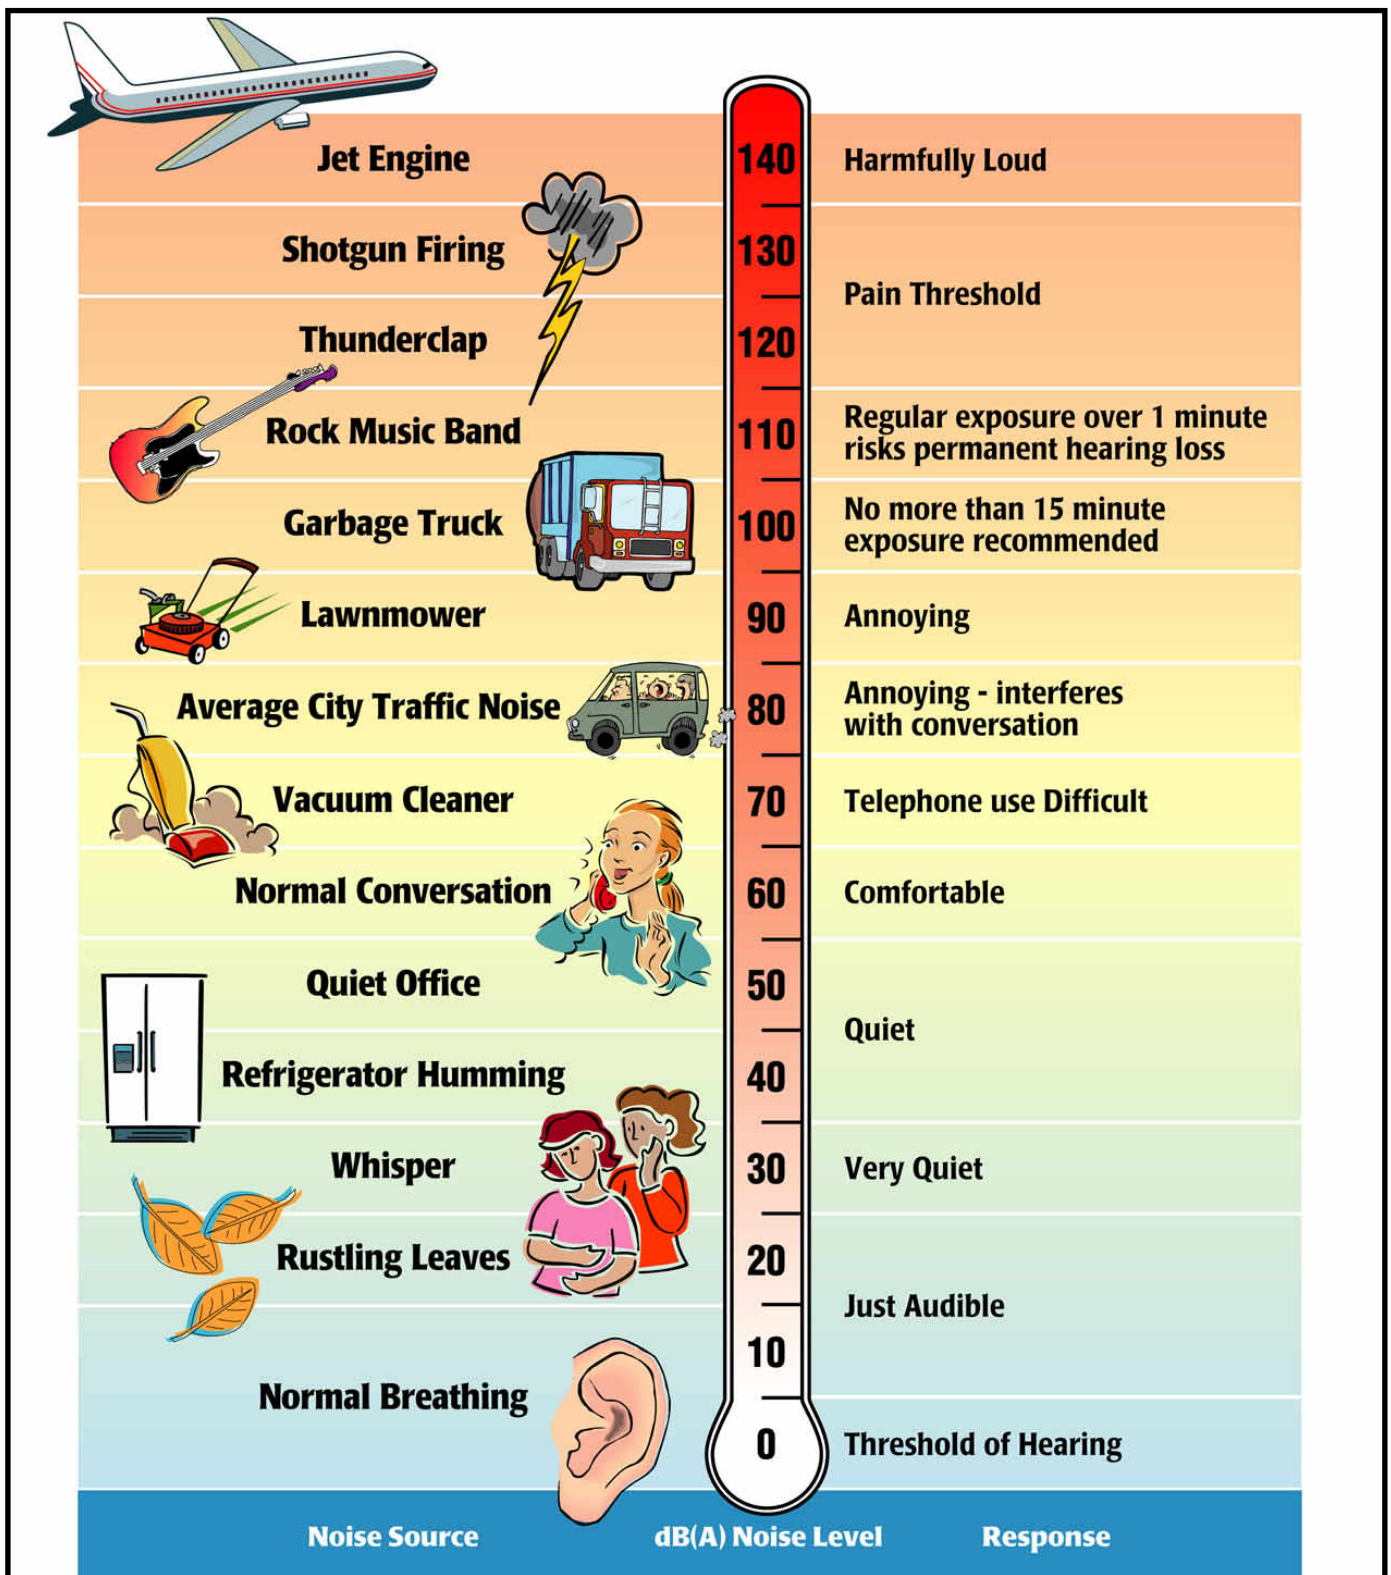 Jet Engine
140
Harmfully Loud
Shotgun Firing
130
Pain Threshold
Thunderclap
120
Rock Music Band
110
Regular exposure over 1 minute
risks permanent hearing loss
Garbage Truck
100
No more than 15 minute
exposure recommended
Lawnmower
90
Annoying
Average City Traffic Noise
80
Annoying - interferes
with conversation
Vacuum Cleaner
70
Telephone use Difficult
Normal Conversation
60
Comfortable
Quiet Office
50
Quiet
Refrigerator Humming
40
Whisper
30
Very Quiet
Rustling Leaves
20
Just Audible
10
Normal Breathing
0
Threshold of Hearing
Noise Source
dB(A) Noise Level
Response